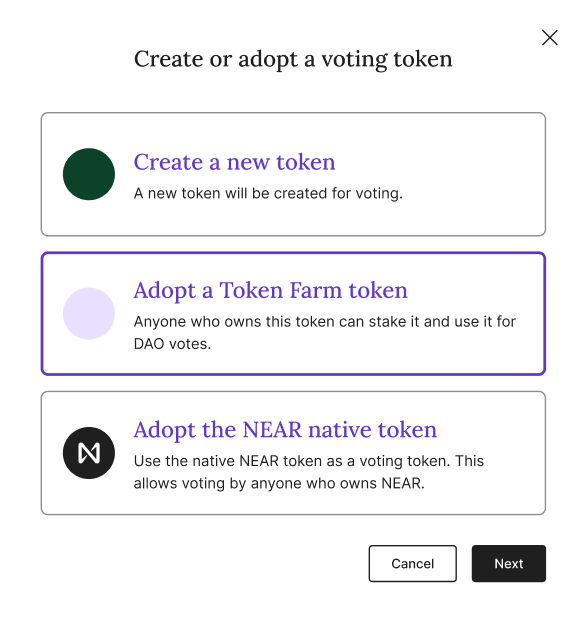 Create or adopt a voting token
Create a new token
A new token will be created for voting.
Adopt a Token Farm token
Anyone who owns this token can stake it and use it for
DAO votes.
Adopt the NEAR native token
Use the native NEAR token as a voting token. This
allows voting by anyone who owns NEAR.
Cancel
Next